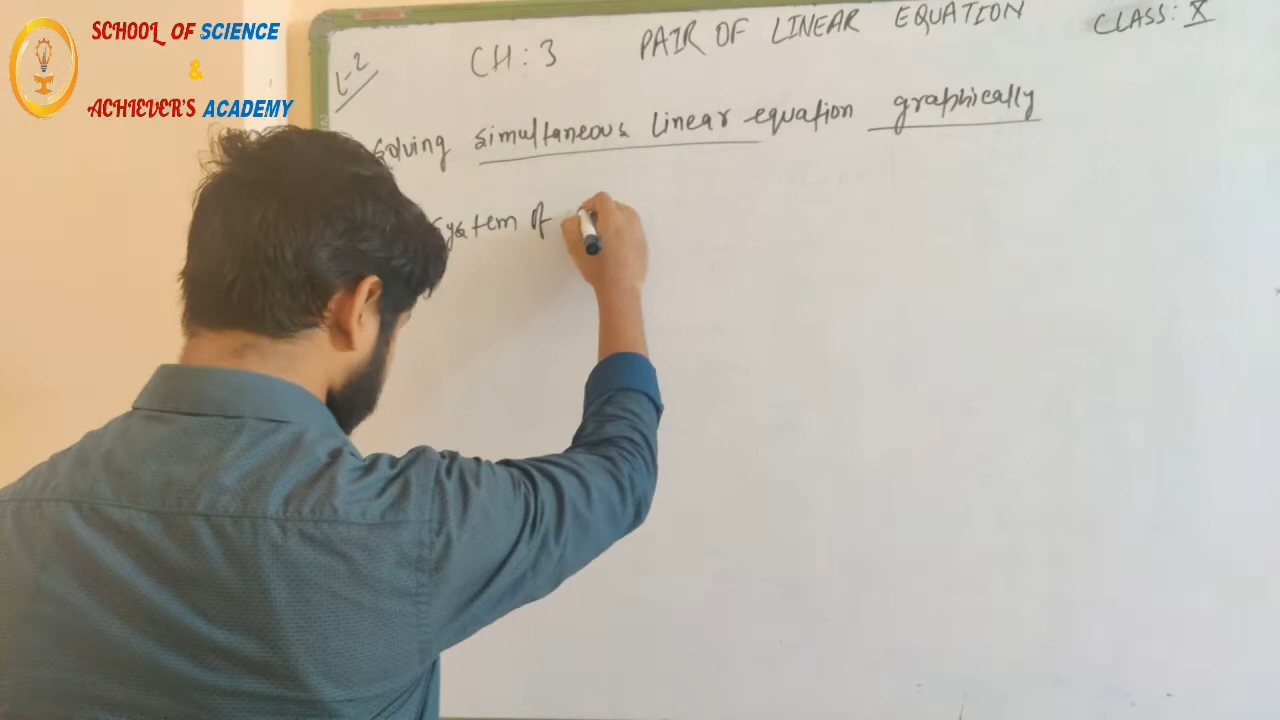 SCHOOL OF SCIENCE
&
ACHIEVER'S ACADEMY
L-2
CH : 3 PAIR OF LINEAR EQUATION CLASS: X
Solving simultaneous linear equation graphically
System of